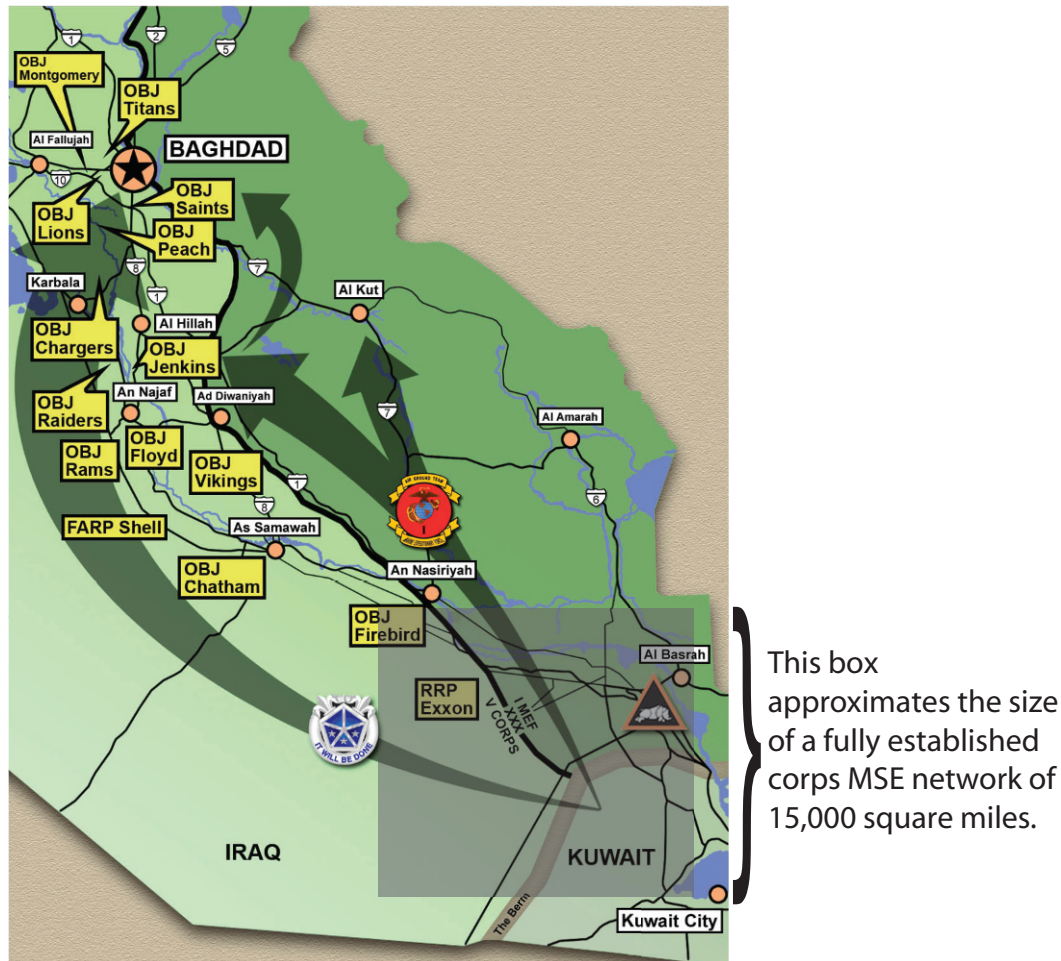 1
2
5
OBJ
Montgomery
OBJ
Titans
Al Fallujah
BAGHDAD
10
OBJ
Saints
OBJ
Lions
OBJ
Peach
8
7
Karbala
1
Al Kut
Al Hillah
OBJ
Chargers
OBJ
Jenkins
An Najaf
Ad Diwaniyah
OBJ
Raiders
7
Al Amarah
OBJ
Rams
OBJ
Floyd
OBJ
Vikings
1
6
8
AIR GROUND TEAM
I
FARP Shell
As Samawah
OBJ
Chatham
An Nasiriyah
OBJ
Firebird
Al Basrah
RRP
Exxon
I MEF
XXX
V CORPS
IT WILL BE DONE
IRAQ
KUWAIT
The Berm
Kuwait City
This box
approximates the size
of a fully established
corps MSE network of
15,000 square miles.